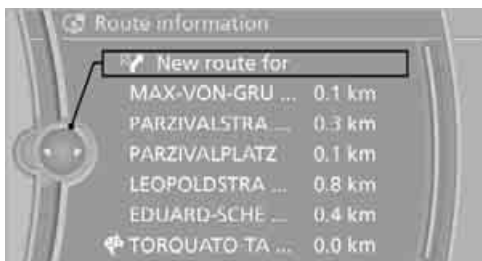 Route information
New route for
MAX-VON-GRU ... 0.1 km
PARZIVALSTRA ... 0.3 km
PARZIVALPLATZ 0.1 km
LEOPOLDSTRA ... 0.8 km
EDUARD-SCHE ... 0.4 km
TORQUATO TA ... 0.0 km